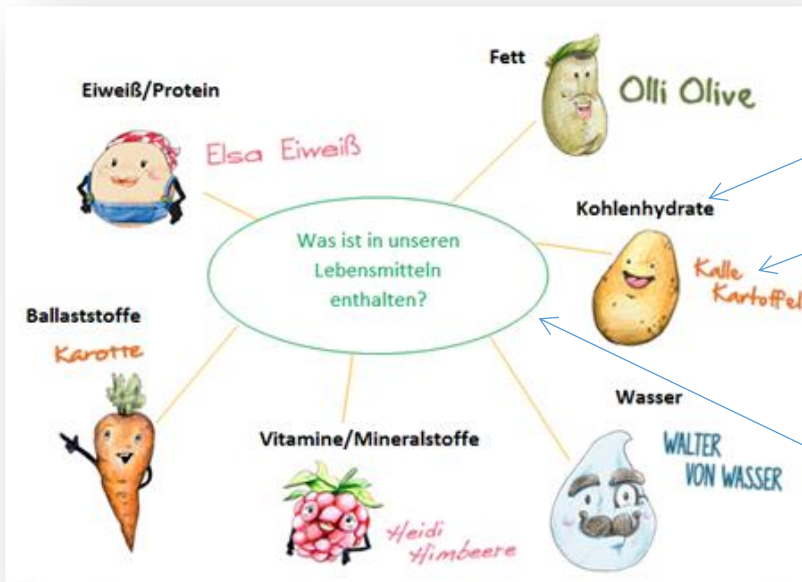 Fett
Olli Olive
Eiweiß/Protein
Elsa Eiweiß
Kohlenhydrate
Kalle
Kartoffel
Was ist in unseren
Lebensmitteln
enthalten?
Ballaststoffe
Karotte
Wasser
WALTER
VON WASSER
Vitamine/Mineralstoffe
Heidi
Himbeere